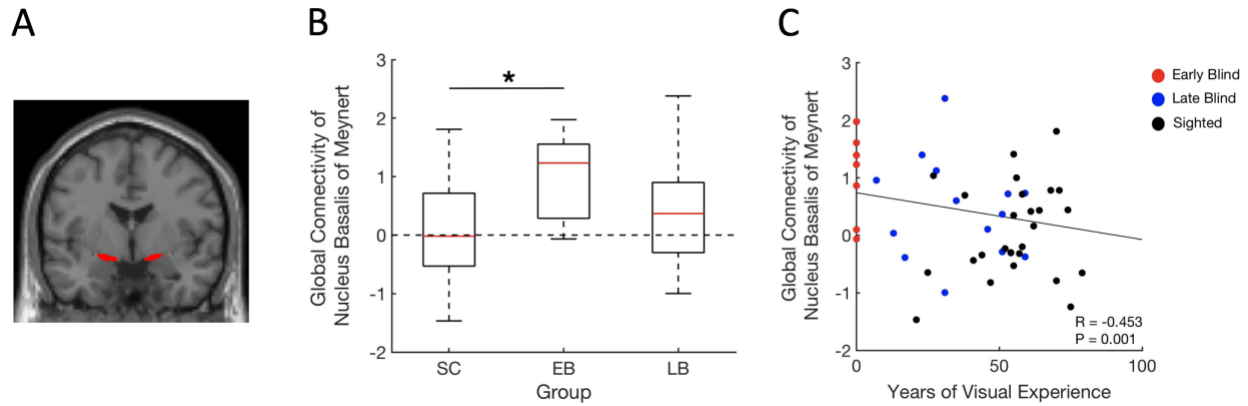 A
B
C
Global Connectivity of
Nucleus Basalis of Meynert
3
2
1
0
-1
-2
*
SC
EB
LB
Group
Global Connectivity of
Nucleus Basalis of Meynert
3
2
1
0
-1
-2
0
50
100
Years of Visual Experience
R = -0.453
P = 0.001
Early Blind
Late Blind
Sighted